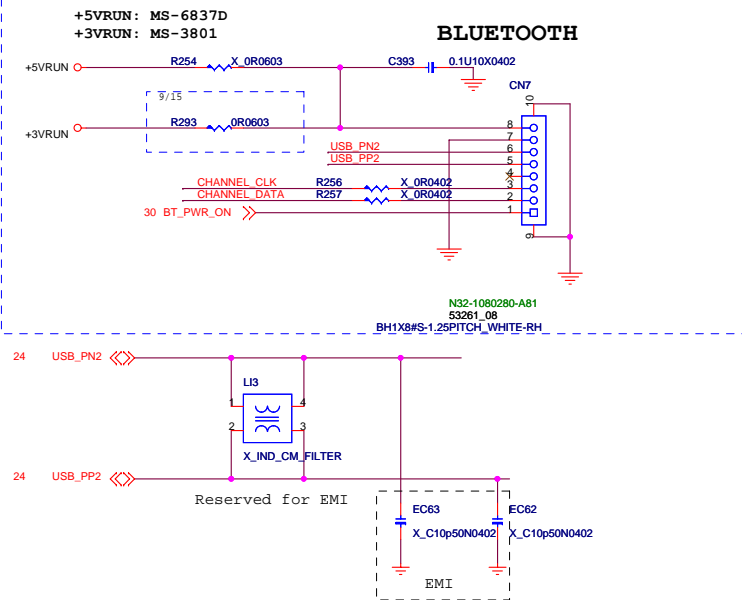 +5VRUN: MS-6837D
+3VRUN: MS-3801
BLUETOOTH
+5VRUN
R254
X_0R0603
C393
0.1U10X0402
CN7
9/15
10
+3VRUN
R293
0R0603
8
7
USB_PN2
6
USB_PP2
5
4
CHANNEL_CLK
R256
X_0R0402
3
CHANNEL_DATA
R257
X_0R0402
2
30 BT_PWR_ON
1
9
N32-1080280-A81
53261_08
BH1X8#S-1.25PITCH_WHITE-RH
24
USB_PN2
LI3
1
4
2
3
X_IND_CM_FILTER
24
USB_PP2
Reserved for EMI
EC63
EC62
X_C10p50N0402
X_C10p50N0402
EMI